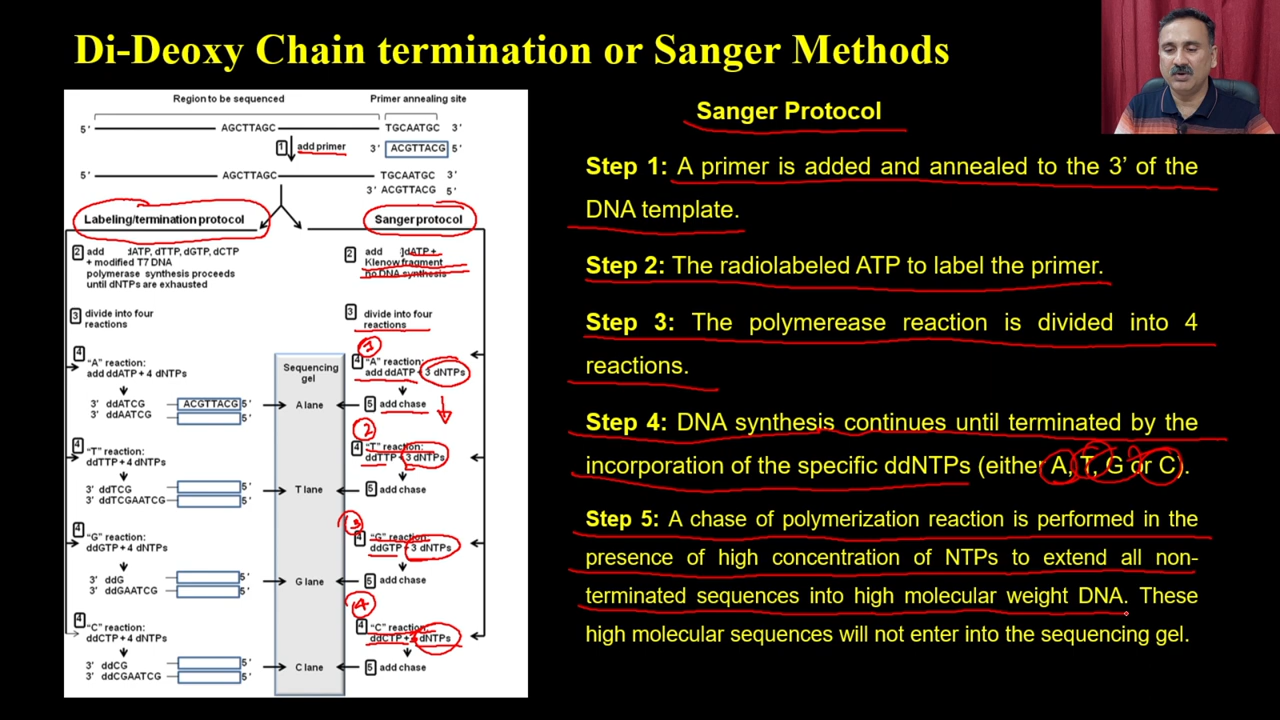 Di-Deoxy Chain termination or Sanger Methods
Region to be sequenced
Primer annealing site
5' AGCTTAGC TGCAATGC 3'
1 add primer 3' ACGTTACG 5'
5' AGCTTAGC TGCAATGC 3'
3' ACGTTACG 5'
Labeling/termination protocol
2 add ATP, dTTP, dGTP, dCTP
+ modified T7 DNA
polymerase synthesis proceeds
until dNTPs are exhausted
3 divide into four
reactions
4
"A" reaction:
add ddATP + 4 dNTPs
3' ddATCG ACGTTACG 5'
3' ddAATCG
4
"T" reaction:
ddTTP + 4 dNTPs
3' ddTCG 5'
3' ddTCGAATCG
4
"G" reaction:
ddGTP + 4 dNTPs
3' ddG 5'
3' ddGAATCG
4
"C" reaction:
ddCTP + 4 dNTPs
3' ddCG 5'
3' ddCGAATCG
Sequencing
gel
A lane
T lane
G lane
C lane
Sanger protocol
2 add dATP +
Klenow fragment
no DNA synthesis
3 divide into four
reactions
1
4 "A" reaction:
add ddATP + 3 dNTPs
5 add chase
2
4 "T" reaction:
ddTTP + 3 dNTPs
5 add chase
3
4 "G" reaction:
ddGTP + 3 dNTPs
5 add chase
4
4 "C" reaction:
ddCTP + dNTPs
5 add chase
Sanger Protocol
Step 1: A primer is added and annealed to the 3' of the
DNA template.
Step 2: The radiolabeled ATP to label the primer.
Step 3: The polymerease reaction is divided into 4
reactions.
Step 4: DNA synthesis continues until terminated by the
incorporation of the specific ddNTPs (either A, T, G or C).
Step 5: A chase of polymerization reaction is performed in the
presence of high concentration of NTPs to extend all non-
terminated sequences into high molecular weight DNA. These
high molecular sequences will not enter into the sequencing gel.